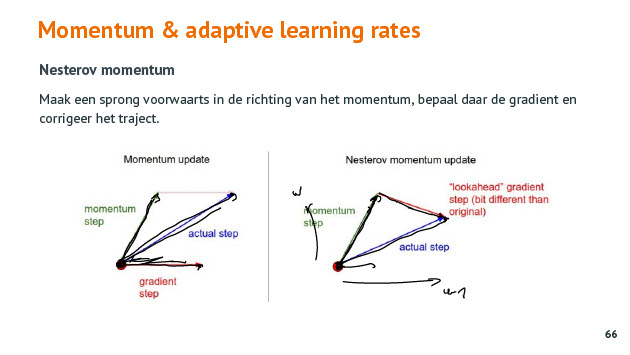 Momentum & adaptive learning rates
Nesterov momentum
Maak een sprong voorwaarts in de richting van het momentum, bepaal daar de gradient en
corrigeer het traject.
Momentum update
momentum
step
actual step
gradient
step
Nesterov momentum update
momentum
step
"lookahead" gradient
step (bit different than
original)
actual step
66